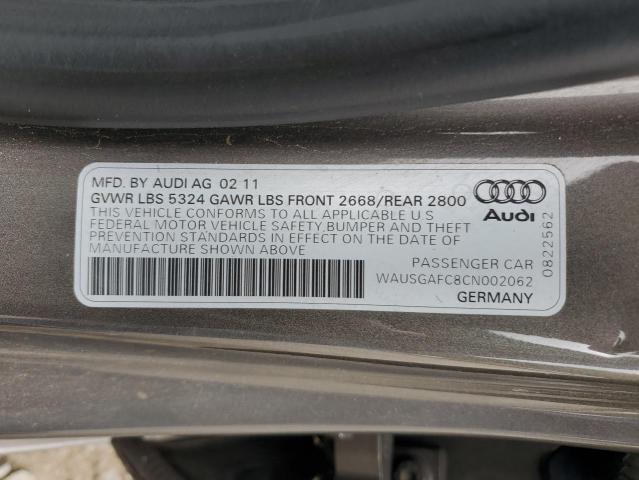 MFD. BY AUDI AG 02 11
GVWR LBS 5324 GAWR LBS FRONT 2668/REAR 2800
THIS VEHICLE CONFORMS TO ALL APPLICABLE U S
FEDERAL MOTOR VEHICLE SAFETY,BUMPER AND THEFT
PREVENTION STANDARDS IN EFFECT ON THE DATE OF
MANUFACTURE SHOWN ABOVE
Audi
0822562
PASSENGER CAR
WAUSGAFC8CN002062
GERMANY